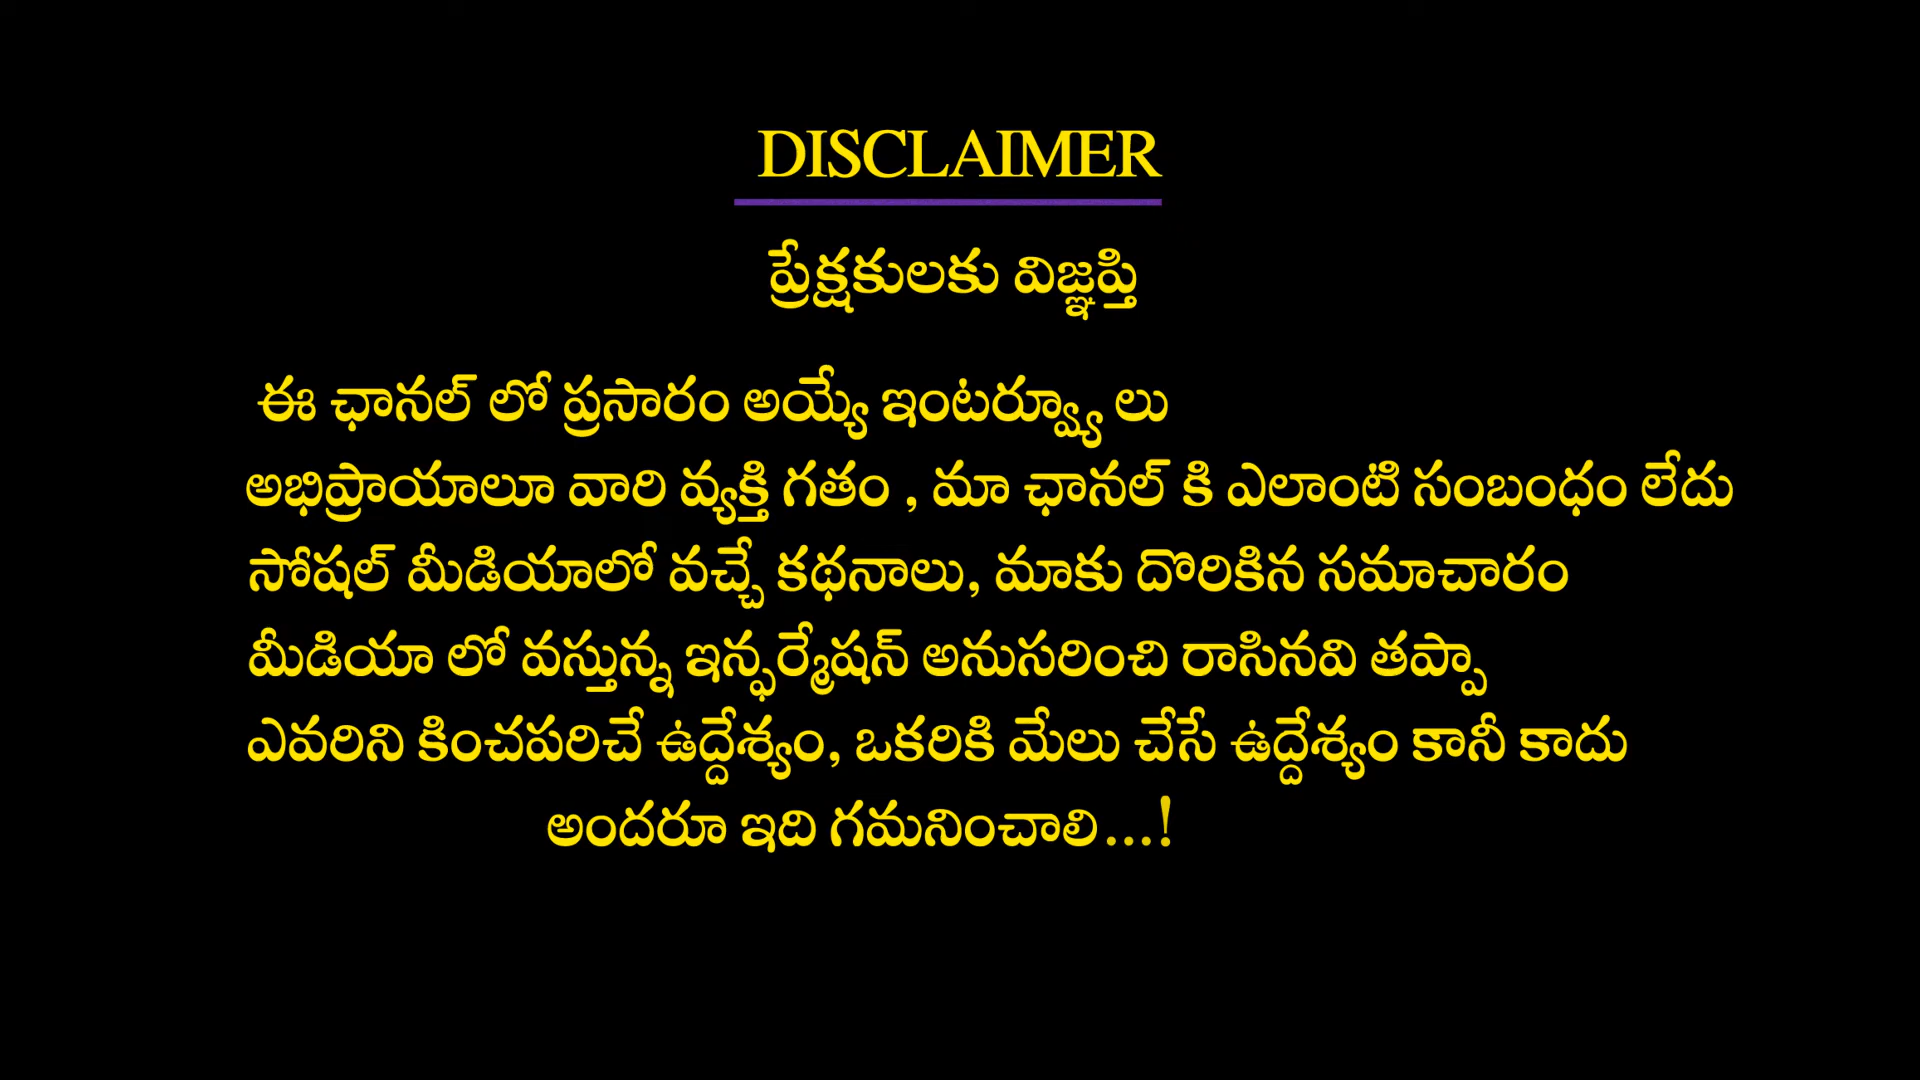 DISCLAIMER
ప్రేక్షకులకు విజ్ఞప్తి
ఈ ఛానల్ లో ప్రసారం అయ్యే ఇంటర్వ్యూ లు
అభిప్రాయాలూ వారి వ్యక్తి గతం , మా ఛానల్ కి ఎలాంటి సంబంధం లేదు
సోషల్ మీడియాలో వచ్చే కథనాలు, మాకు దొరికిన సమాచారం
మీడియా లో వస్తున్న ఇన్ఫర్మేషన్ అనుసరించి రాసినవి తప్పా
ఎవరిని కించపరిచే ఉద్దేశ్యం, ఒకరికి మేలు చేసే ఉద్దేశ్యం కానీ కాదు
అందరూ ఇది గమనించాలి...!